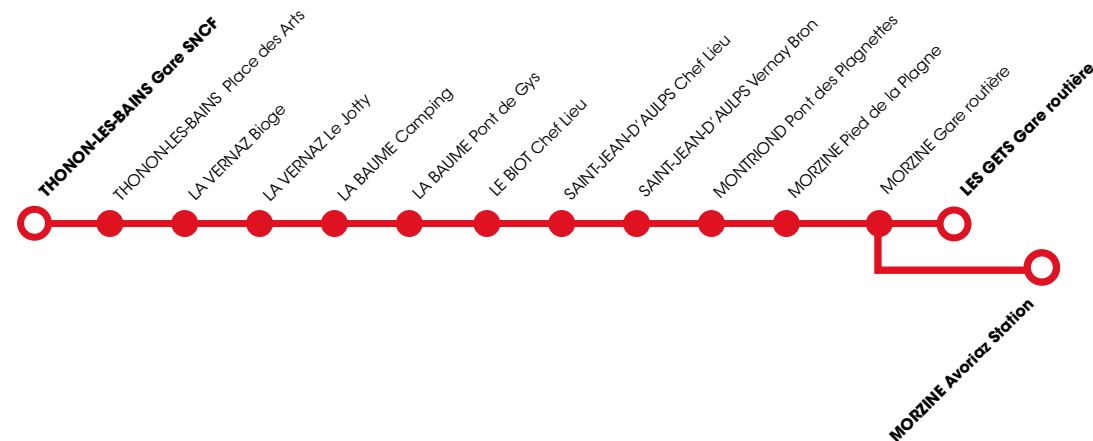 THONON-LES-BAINS Gare SNCF
THONON-LES-BAINS Place des Arts
LA VERNAZ Bioge
LA VERNAZ Le Jotty
LA BAUME Camping
LA BAUME Pont de Gys
LE BIOT Chef Lieu
SAINT-JEAN-D'AULPS Chef Lieu
SAINT-JEAN-D'AULPS Vernay Bron
MONTRIOND Pont des Plagnettes
MORZINE Pied de la Plagne
MORZINE Gare routière
LES GETS Gare routière
MORZINE Avoriaz Station